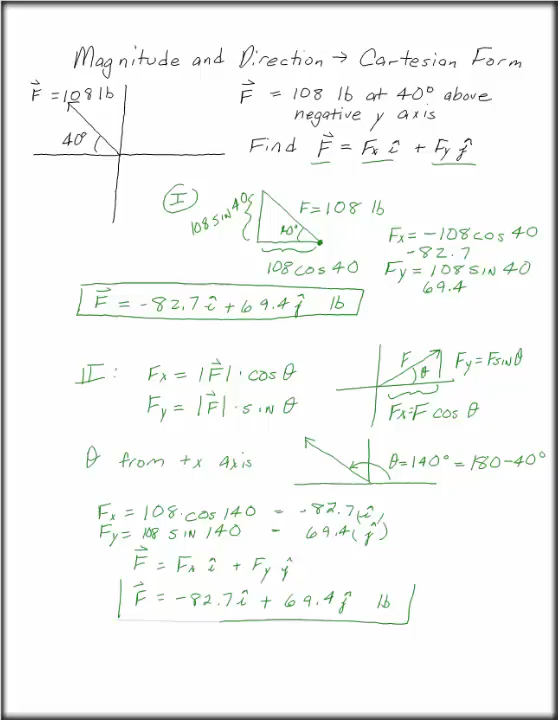 Magnitude and Direction → Cartesian Form
F⃗ = 108 lb
40°
F⃗ = 108 lb at 40° above
negative y axis
Find F⃗ = Fx î + Fy ĵ
I
108 sin 40
F = 108 lb
40°
108 cos 40
Fx = -108 cos 40
-82.7
Fy = 108 sin 40
69.4
F⃗ = -82.7 î + 69.4 ĵ lb
II: Fx = |F⃗| · cos θ
Fy = |F⃗| · sin θ
F
θ
Fy = F sin θ
Fx = F cos θ
θ from +x axis
θ = 140° = 180-40°
Fx = 108 · cos 140 = -82.7 (î)
Fy = 108 sin 140 - 69.4 (ĵ)
F⃗ = Fx î + Fy ĵ
F⃗ = -82.7 î + 69.4 ĵ lb